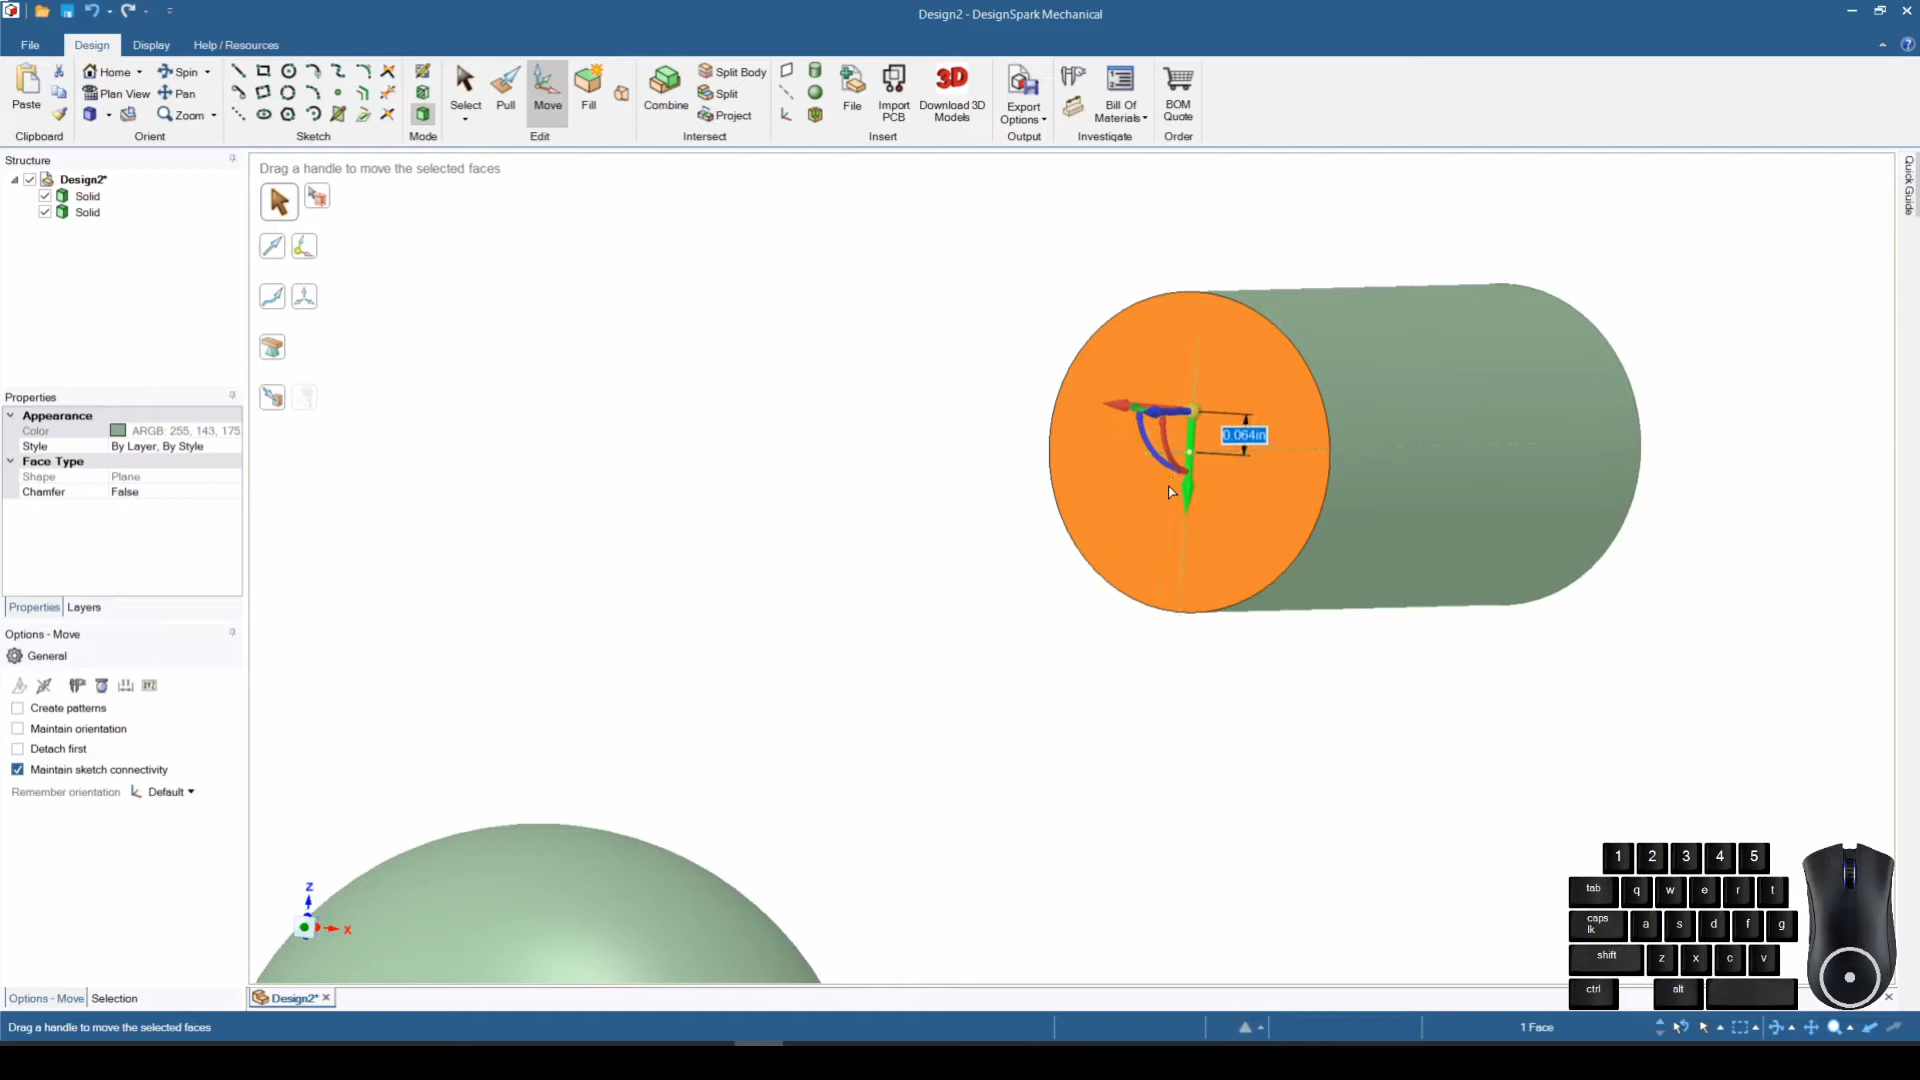 Design2 - DesignSpark Mechanical
File Design Display Help / Resources
Paste
Home Spin
Plan View Pan
Zoom
Select Pull Move Fill
Combine
Split Body
Split
Project
File
Import PCB
Download 3D Models
Export Options
Bill Of Materials
BOM Quote
Clipboard Orient Sketch Mode Edit Intersect Insert Output Investigate Order
Structure
Design2*
Solid
Solid
Drag a handle to move the selected faces
Quick Guide
0.064in
Properties
Appearance
Color ARGB: 255, 143, 175
Style By Layer, By Style
Face Type
Shape Plane
Chamfer False
Properties Layers
Options - Move
General
XYZ
Create patterns
Maintain orientation
Detach first
Maintain sketch connectivity
Remember orientation Default
Z
X
1 2 3 4 5
tab q w e r t
caps lk a s d f g
shift z x c v
ctrl alt
Options - Move Selection
Design2*
Drag a handle to move the selected faces
1 Face